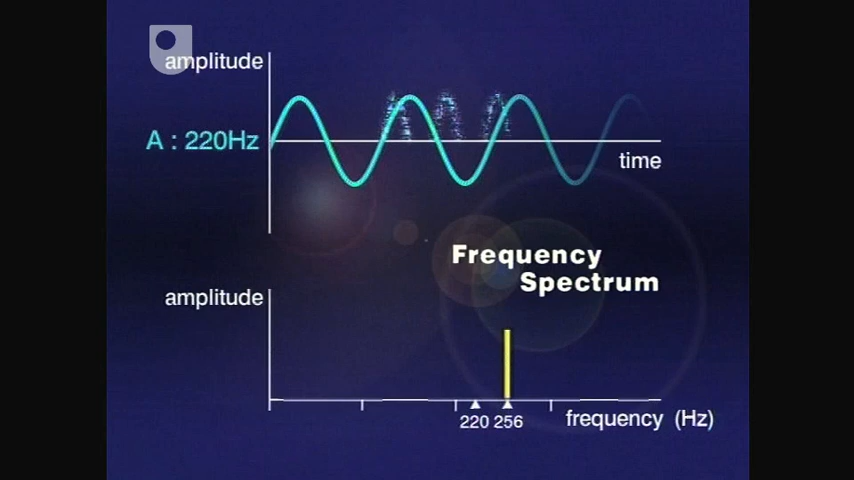 amplitude
A : 220Hz
time
Frequency
Spectrum
amplitude
220 256
frequency (Hz)